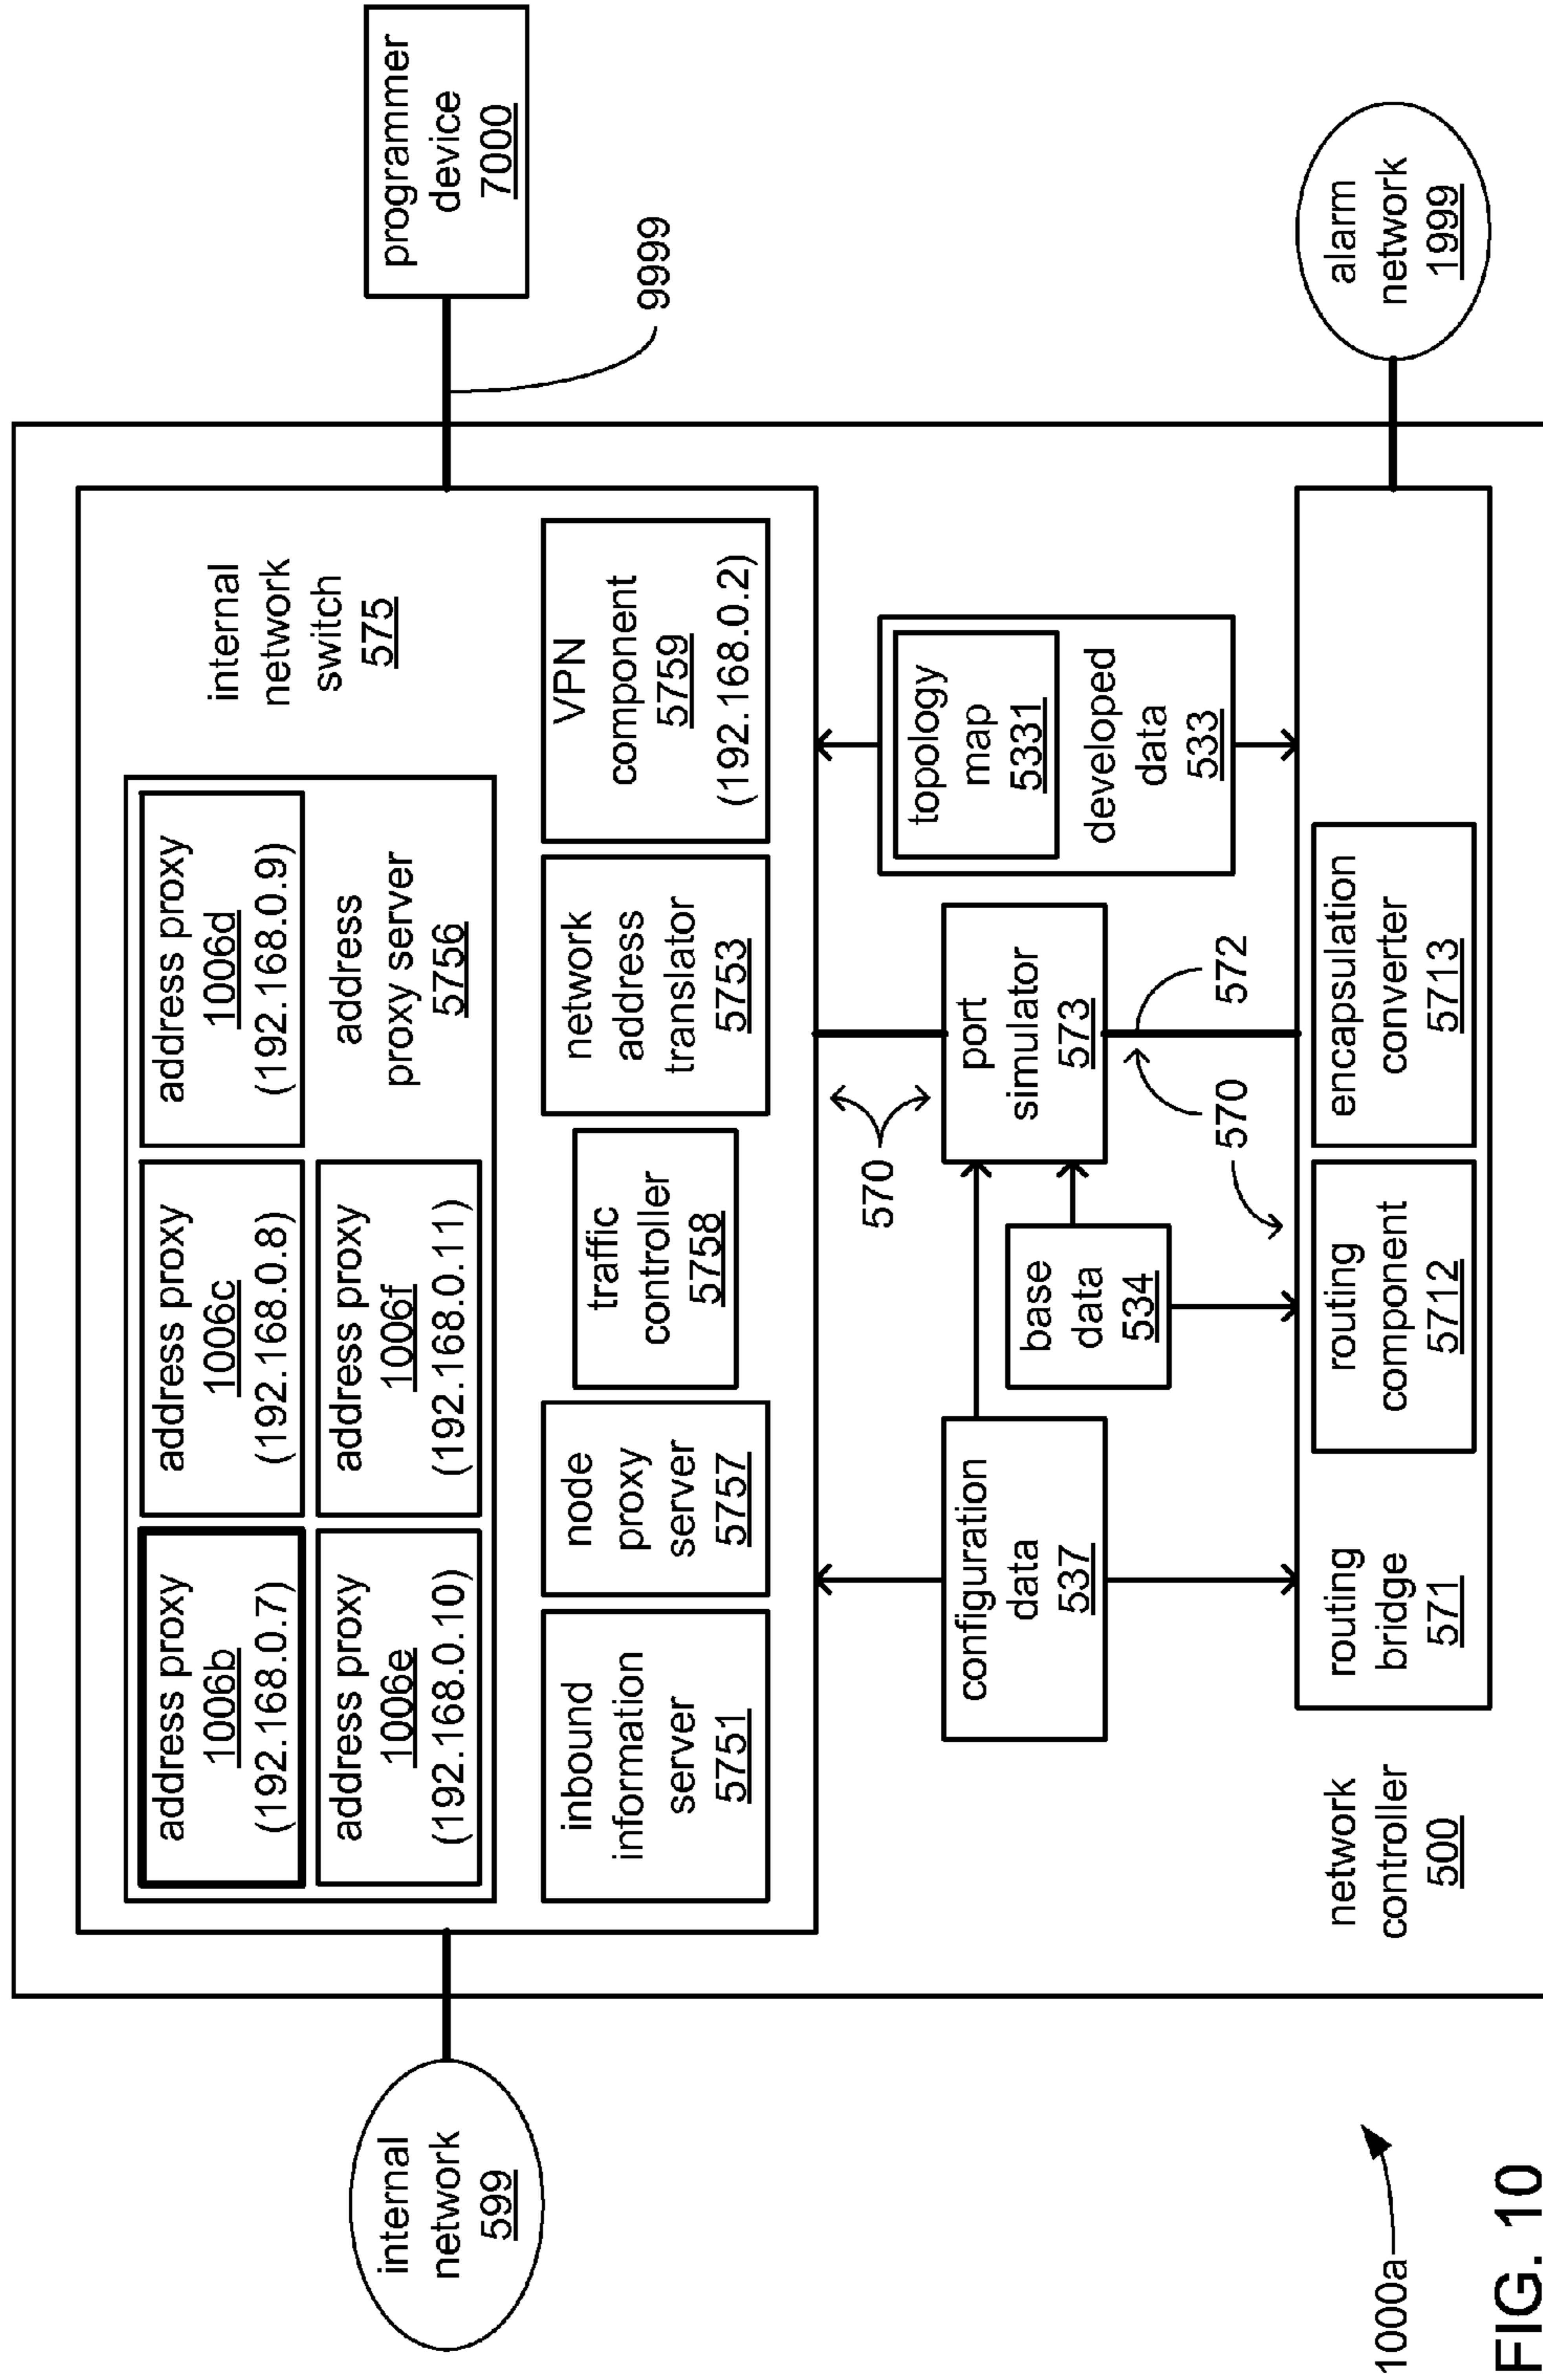 internal
network
599
address proxy
1006b
(192.168.0.7)
address proxy
1006c
(192.168.0.8)
address proxy
1006d
(192.168.0.9)
address proxy
1006e
(192.168.0.10)
address proxy
1006f
(192.168.0.11)
address
proxy server
5756
internal
network
switch
575
programmer
device
7000
9999
inbound
information
server
5751
node
proxy
server
5757
traffic
controller
5758
network
address
translator
5753
VPN
component
5759
(192.168.0.2)
570
configuration
data
537
base
data
534
port
simulator
573
topology
map
5331
developed
data
533
570
572
network
controller
500
routing
bridge
571
routing
component
5712
encapsulation
converter
5713
alarm
network
1999
1000a
FIG. 10